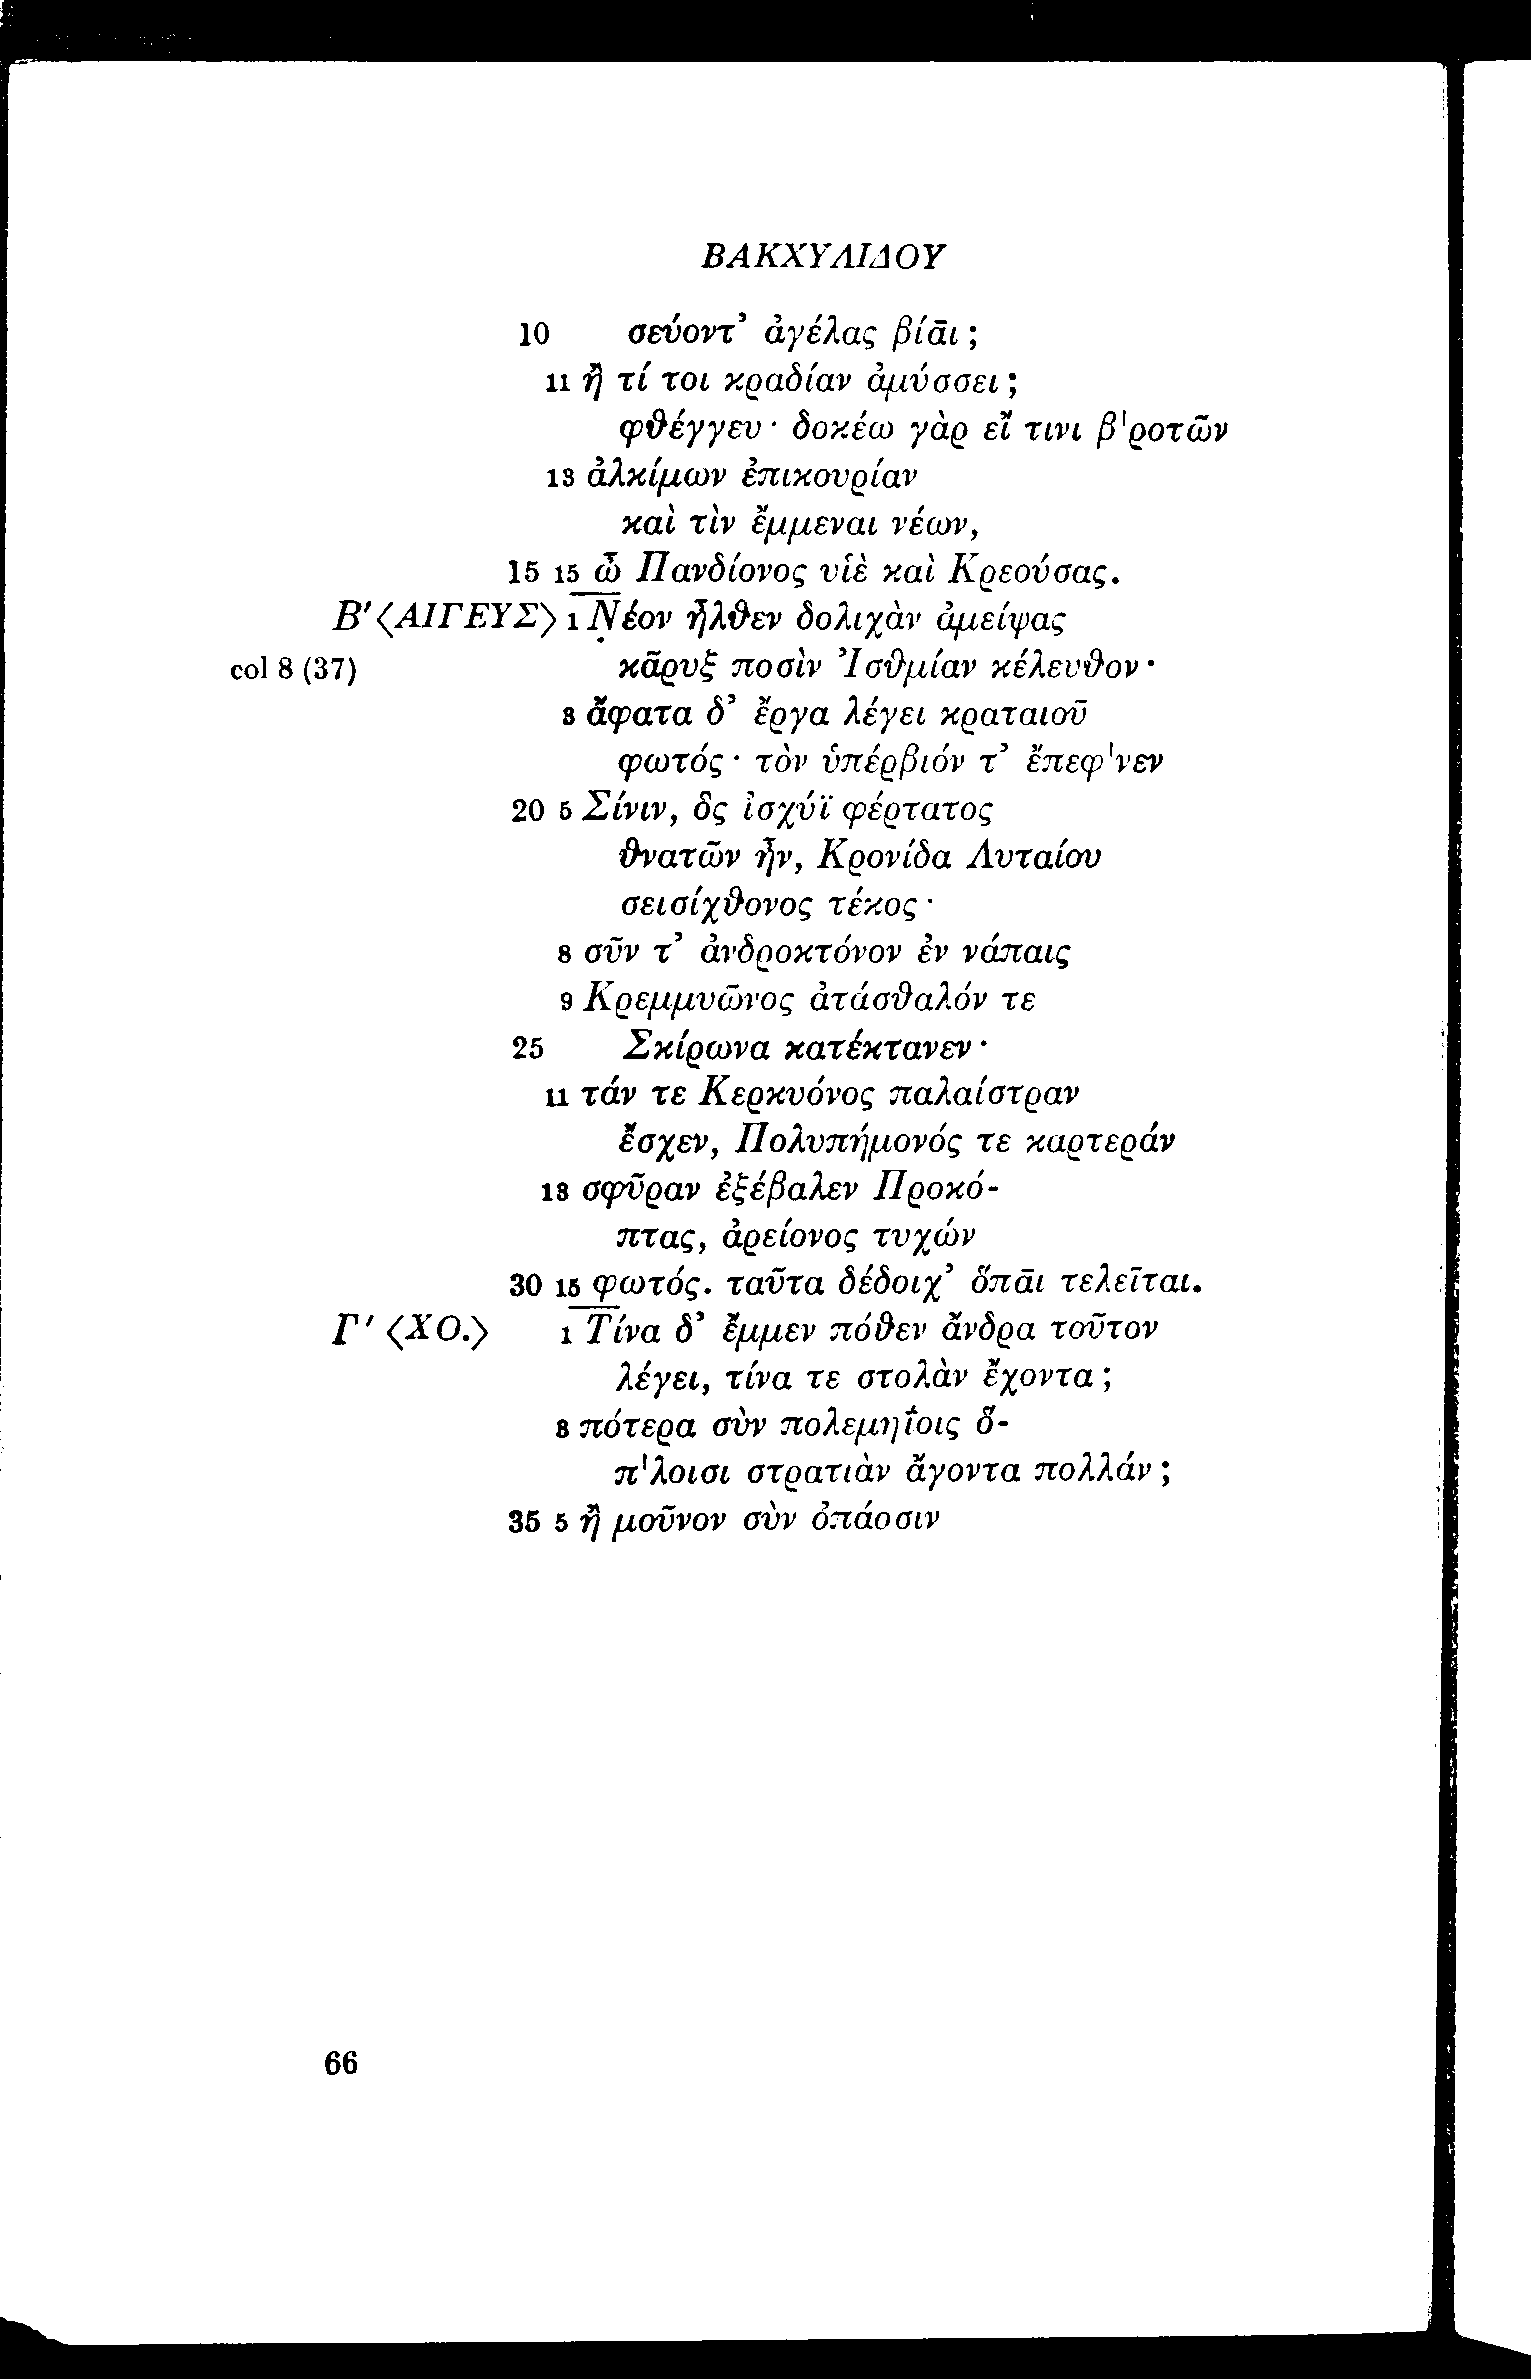 ΒΑΚΧΥΛΙΔΟΥ
10 σεύοντ’ ἀγέλας βίᾱι;
11 ἢ τί τοι κραδίαν ἀμύσσει;
φθέγγευ· δοκέω γὰρ εἴ τινι β'ροτῶν
13 ἀλκίμων ἐπικουρίαν
καὶ τὶν ἔμμεναι νέων,
15 15 ὦ Πανδίονος υἱὲ καὶ Κρεούσας.
Β' ⟨ΑΙΓΕΥΣ⟩ 1 Ṇέον ἦλθεν δολιχὰν ἀμείψας
col 8 (37) κᾶρυξ ποσὶν Ἰσθμίαν κέλευθον·
3 ἄφατα δ’ ἔργα λέγει κραταιοῦ
φωτός· τὸν ὑπέρβιόν τ’ ἔπεφ'νεν
20 5 Σίνιν, ὃς ἰσχύϊ φέρτατος
θνατῶν ἦν, Κρονίδα Λυταίου
σεισίχθονος τέκος·
8 σῦν τ’ ἀνδροκτόνον ἐν νάπαις
9 Κρεμμυῶνος ἀτάσθαλόν τε
25 Σκίρωνα κατέκτανεν·
11 τάν τε Κερκυόνος παλαίστραν
ἔσχεν, Πολυπήμονός τε καρτεράν
13 σφῦραν ἐξέβαλεν Προκό-
πτας, ἀρείονος τυχών
30 15 φωτός. ταῦτα δέδοιχ’ ὅπᾱι τελεῖται.
Γ' ⟨ΧΟ.⟩ 1 Τίνα δ’ ἔμμεν πόθεν ἄνδρα τοῦτον
λέγει, τίνα τε στολὰν ἔχοντα;
3 πότερα σὺν πολεμηΐοις ὅ-
π'λοισι στρατιὰν ἄγοντα πολλάν;
35 5 ἢ μοῦνον σὺν ὀπάοσιν
66